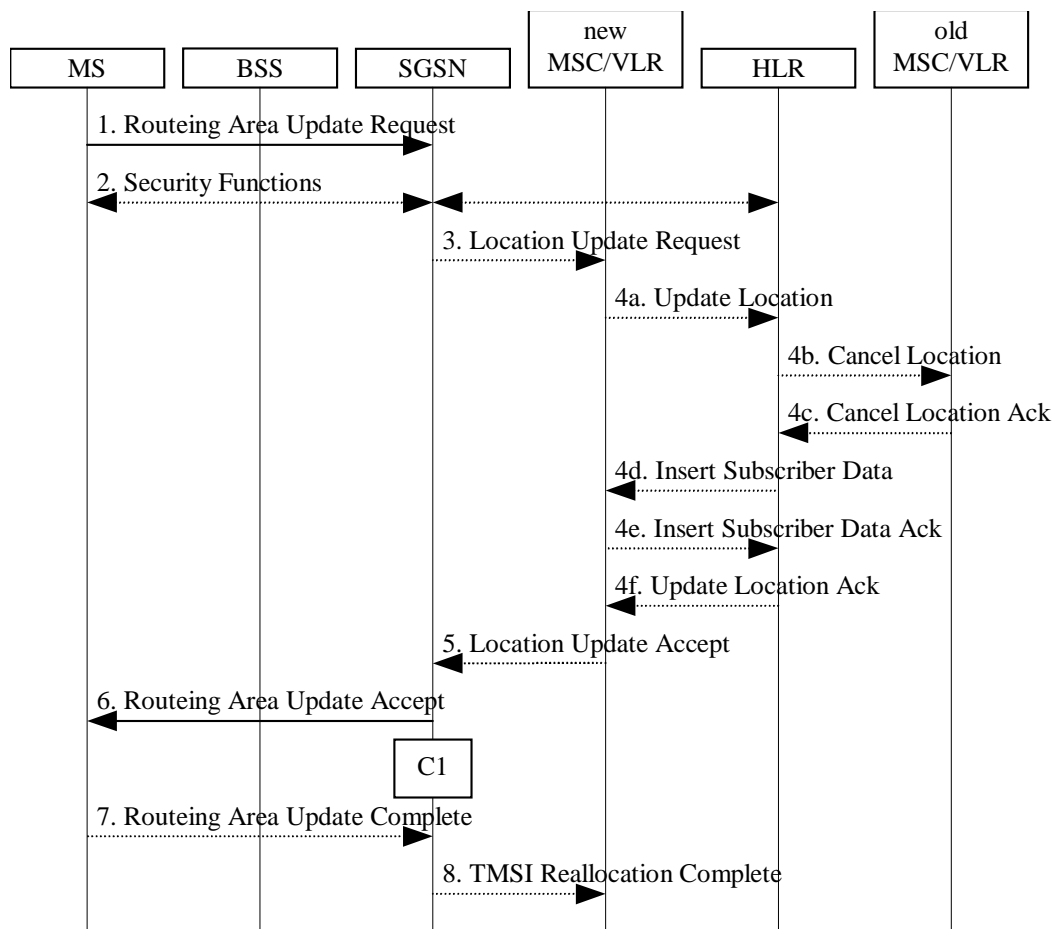 new
old
MS
BSS
SGSN
MSC/VLR
HLR
MSC/VLR
1. Routeing Area Update Request
2. Security Functions
3. Location Update Request
4a. Update Location
4b. Cancel Location
4c. Cancel Location Ack
4d. Insert Subscriber Data
4e. Insert Subscriber Data Ack
4f. Update Location Ack
5. Location Update Accept
6. Routeing Area Update Accept
C1
7. Routeing Area Update Complete
8. TMSI Reallocation Complete